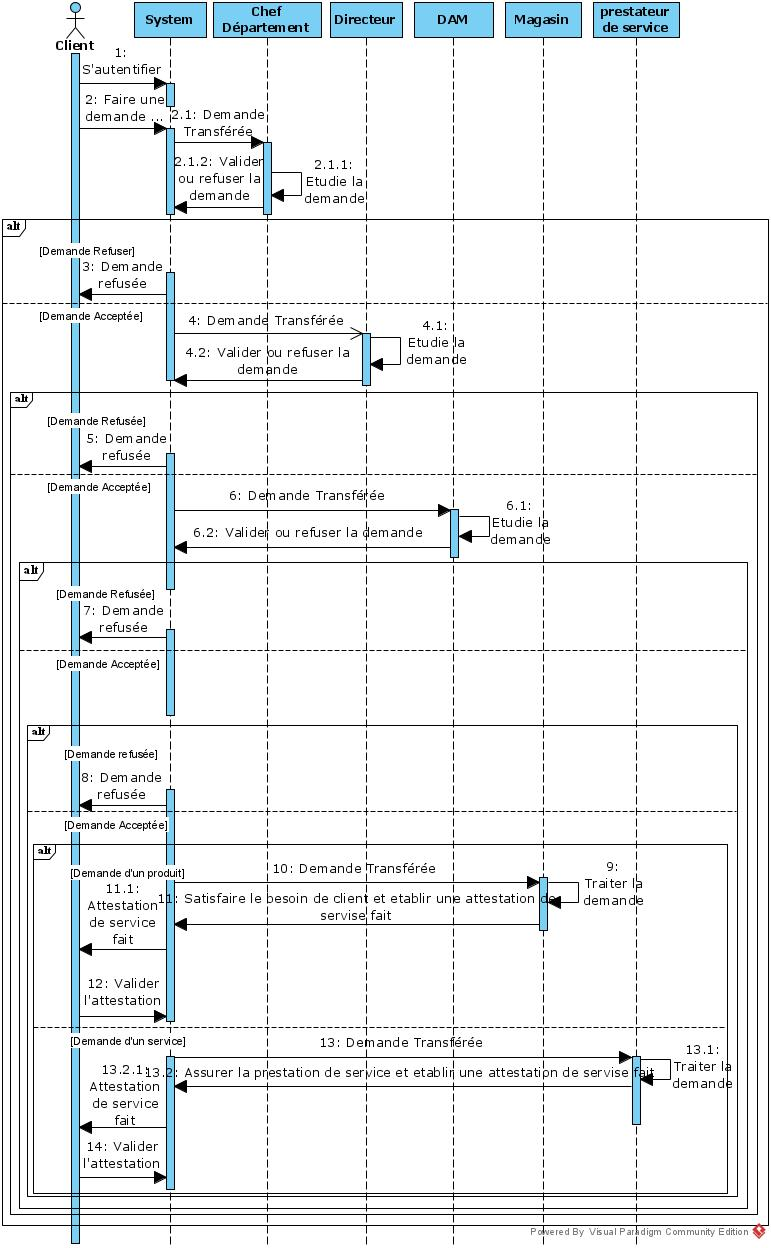 Client
System
Chef
Département
Directeur
DAM
Magasin
prestateur
de service
1:
S'autentifier
2: Faire une
demande ...
2.1: Demande
Transférée
2.1.1:
Etudie la
demande
2.1.2: Valider
ou refuser la
demande
alt
[Demande Refuser]
3: Demande
refusée
[Demande Acceptée]
4: Demande Transférée
4.1:
Etudie la
demande
4.2: Valider ou refuser la
demande
alt
[Demande Refusée]
5: Demande
refusée
[Demande Acceptée]
6: Demande Transférée
6.1:
Etudie la
demande
6.2: Valider ou refuser la demande
alt
[Demande Refusée]
7: Demande
refusée
[Demande Acceptée]
alt
[Demande refusée]
8: Demande
refusée
[Demande Acceptée]
alt
[Demande d'un produit]
10: Demande Transférée
9:
Traiter la
demande
11: Satisfaire le besoin de client et etablir une attestation de
servise fait
11.1:
Attestation
de service
fait
12: Valider
l'attestation
[Demande d'un service]
13: Demande Transférée
13.1:
Traiter la
demande
13.2: Assurer la prestation de service et etablir une attestation de servise fait
13.2.1:
Attestation
de service
fait
14: Valider
l'attestation
Powered By Visual Paradigm Community Edition